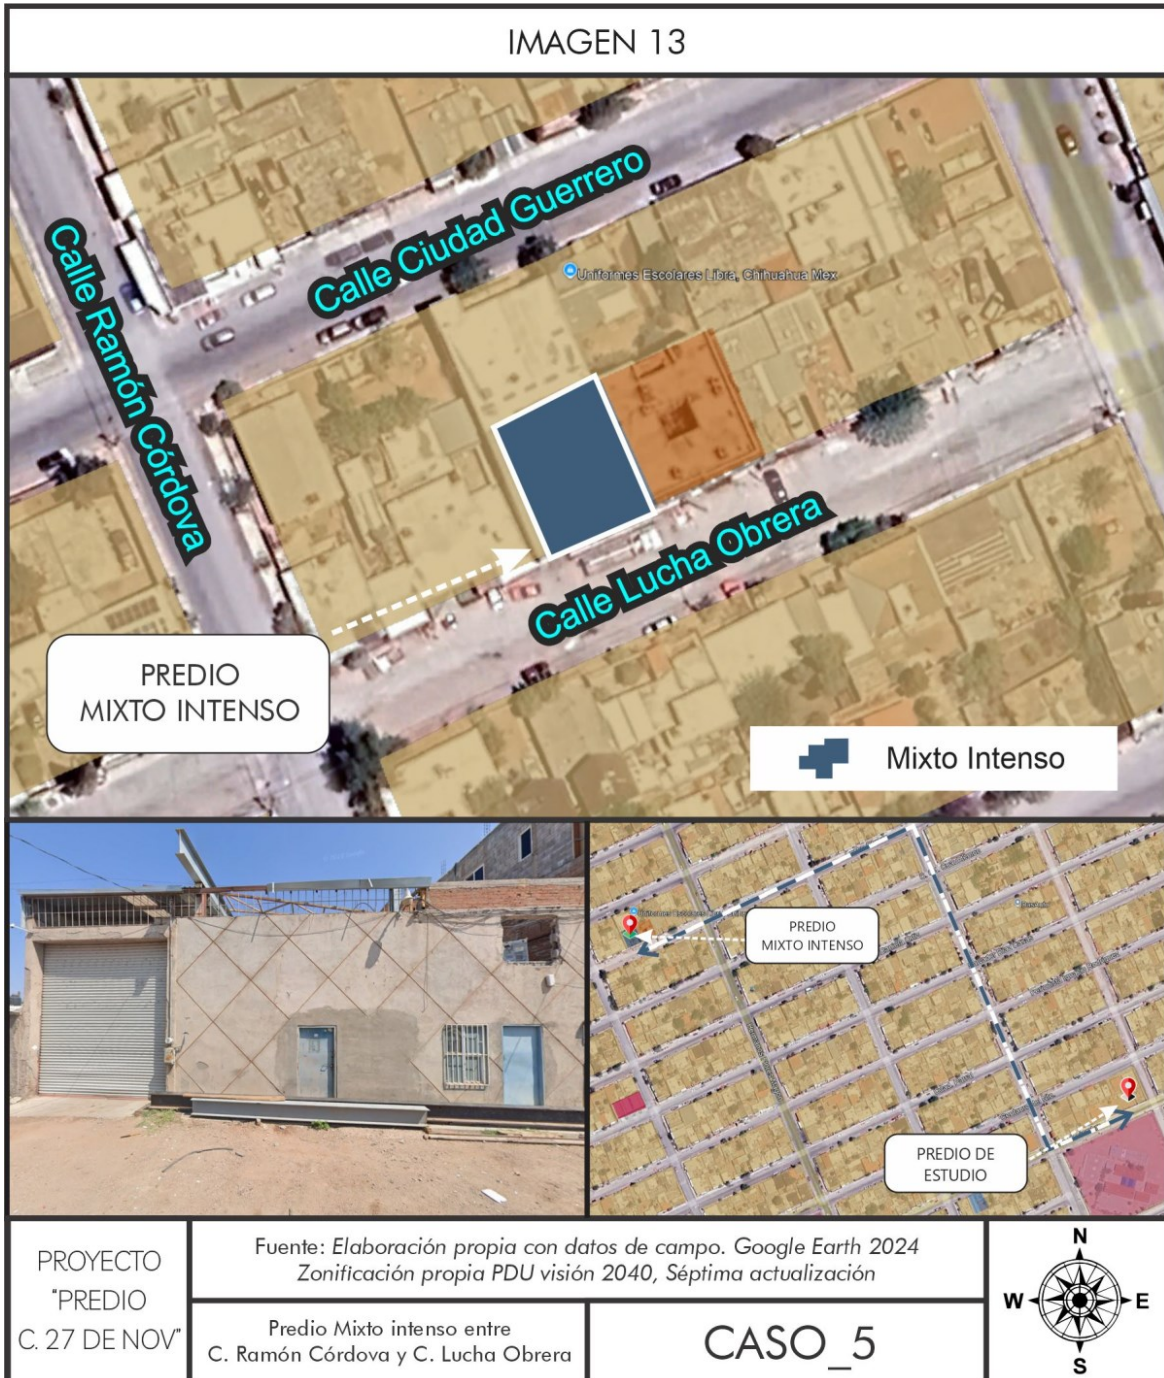 IMAGEN 13
Calle Ciudad Guerrero
Calle Ramón Córdova
Uniformes Escolares Libra, Chihuahua Mex
Calle Lucha Obrera
PREDIO
MIXTO INTENSO
Mixto Intenso
PREDIO
MIXTO INTENSO
PREDIO DE
ESTUDIO
PROYECTO
"PREDIO
C. 27 DE NOV"
Fuente: Elaboración propia con datos de campo. Google Earth 2024
Zonificación propia PDU visión 2040, Séptima actualización
Predio Mixto intenso entre
C. Ramón Córdova y C. Lucha Obrera
CASO_5
N
W
E
S